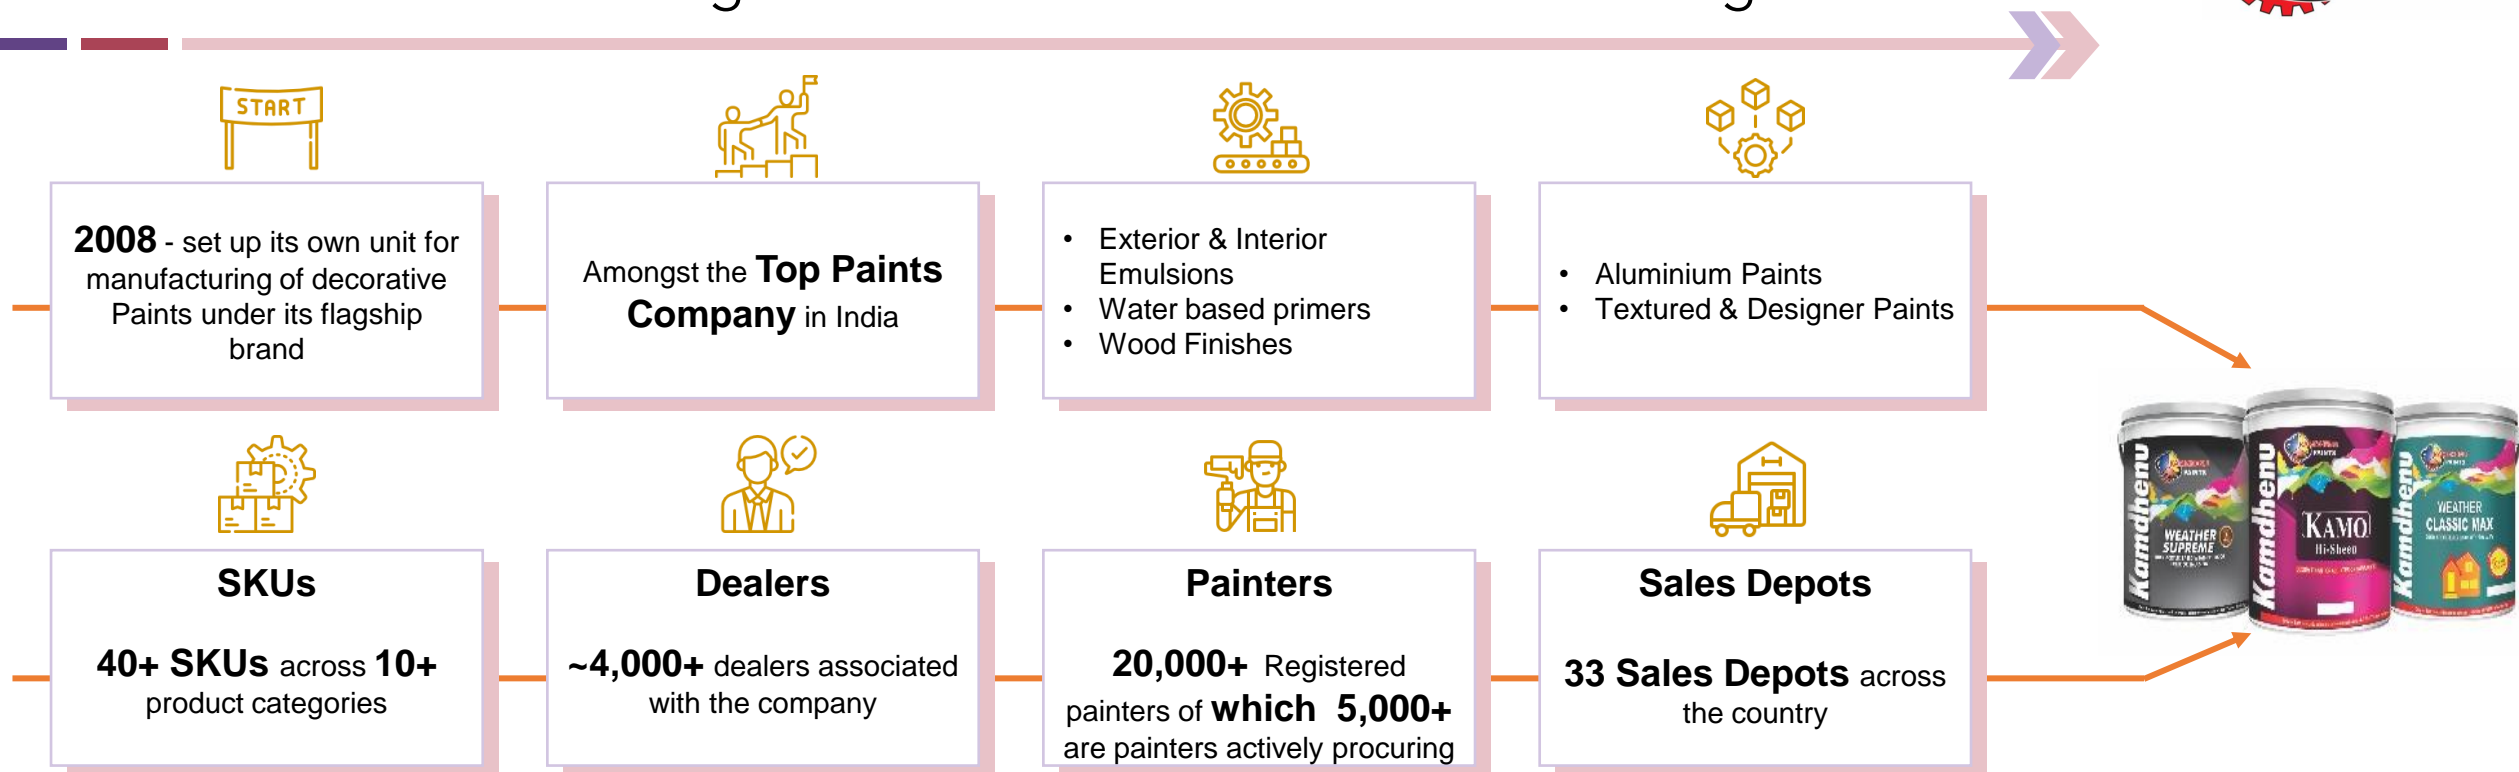 START
2008 - set up its own unit for
manufacturing of decorative
Paints under its flagship
brand
Amongst the Top Paints
Company in India
• Exterior & Interior
Emulsions
• Water based primers
• Wood Finishes
• Aluminium Paints
• Textured & Designer Paints
SKUs
40+ SKUs across 10+
product categories
Dealers
~4,000+ dealers associated
with the company
Painters
20,000+ Registered
painters of which 5,000+
are painters actively procuring
Sales Depots
33 Sales Depots across
the country
Kamdhenu
PAINTS
WEATHER
SUPREME
Kamdhenu
PAINTS
KAMO
Hi-Sheen
Kamdhenu
PAINTS
WEATHER
CLASSIC MAX